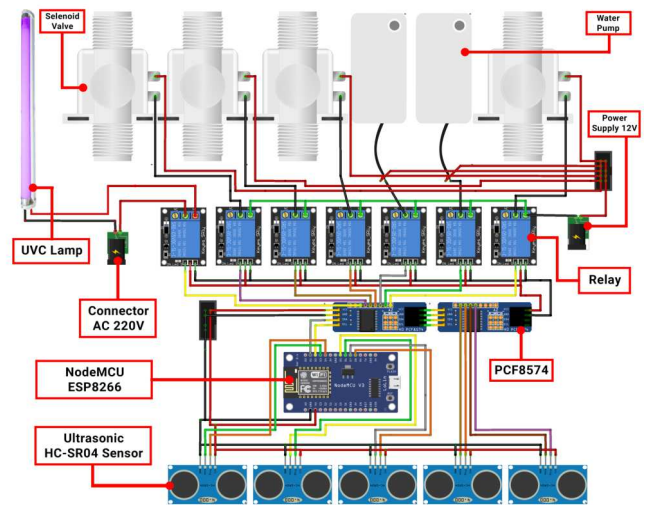 Selenoid
Valve
Water
Pump
Power
Supply 12V
UVC Lamp
Connector
AC 220V
Relay
PCF8574
NodeMCU
ESP8266
WiFi
NodeMCU V3
Ultrasonic
HC-SR04 Sensor